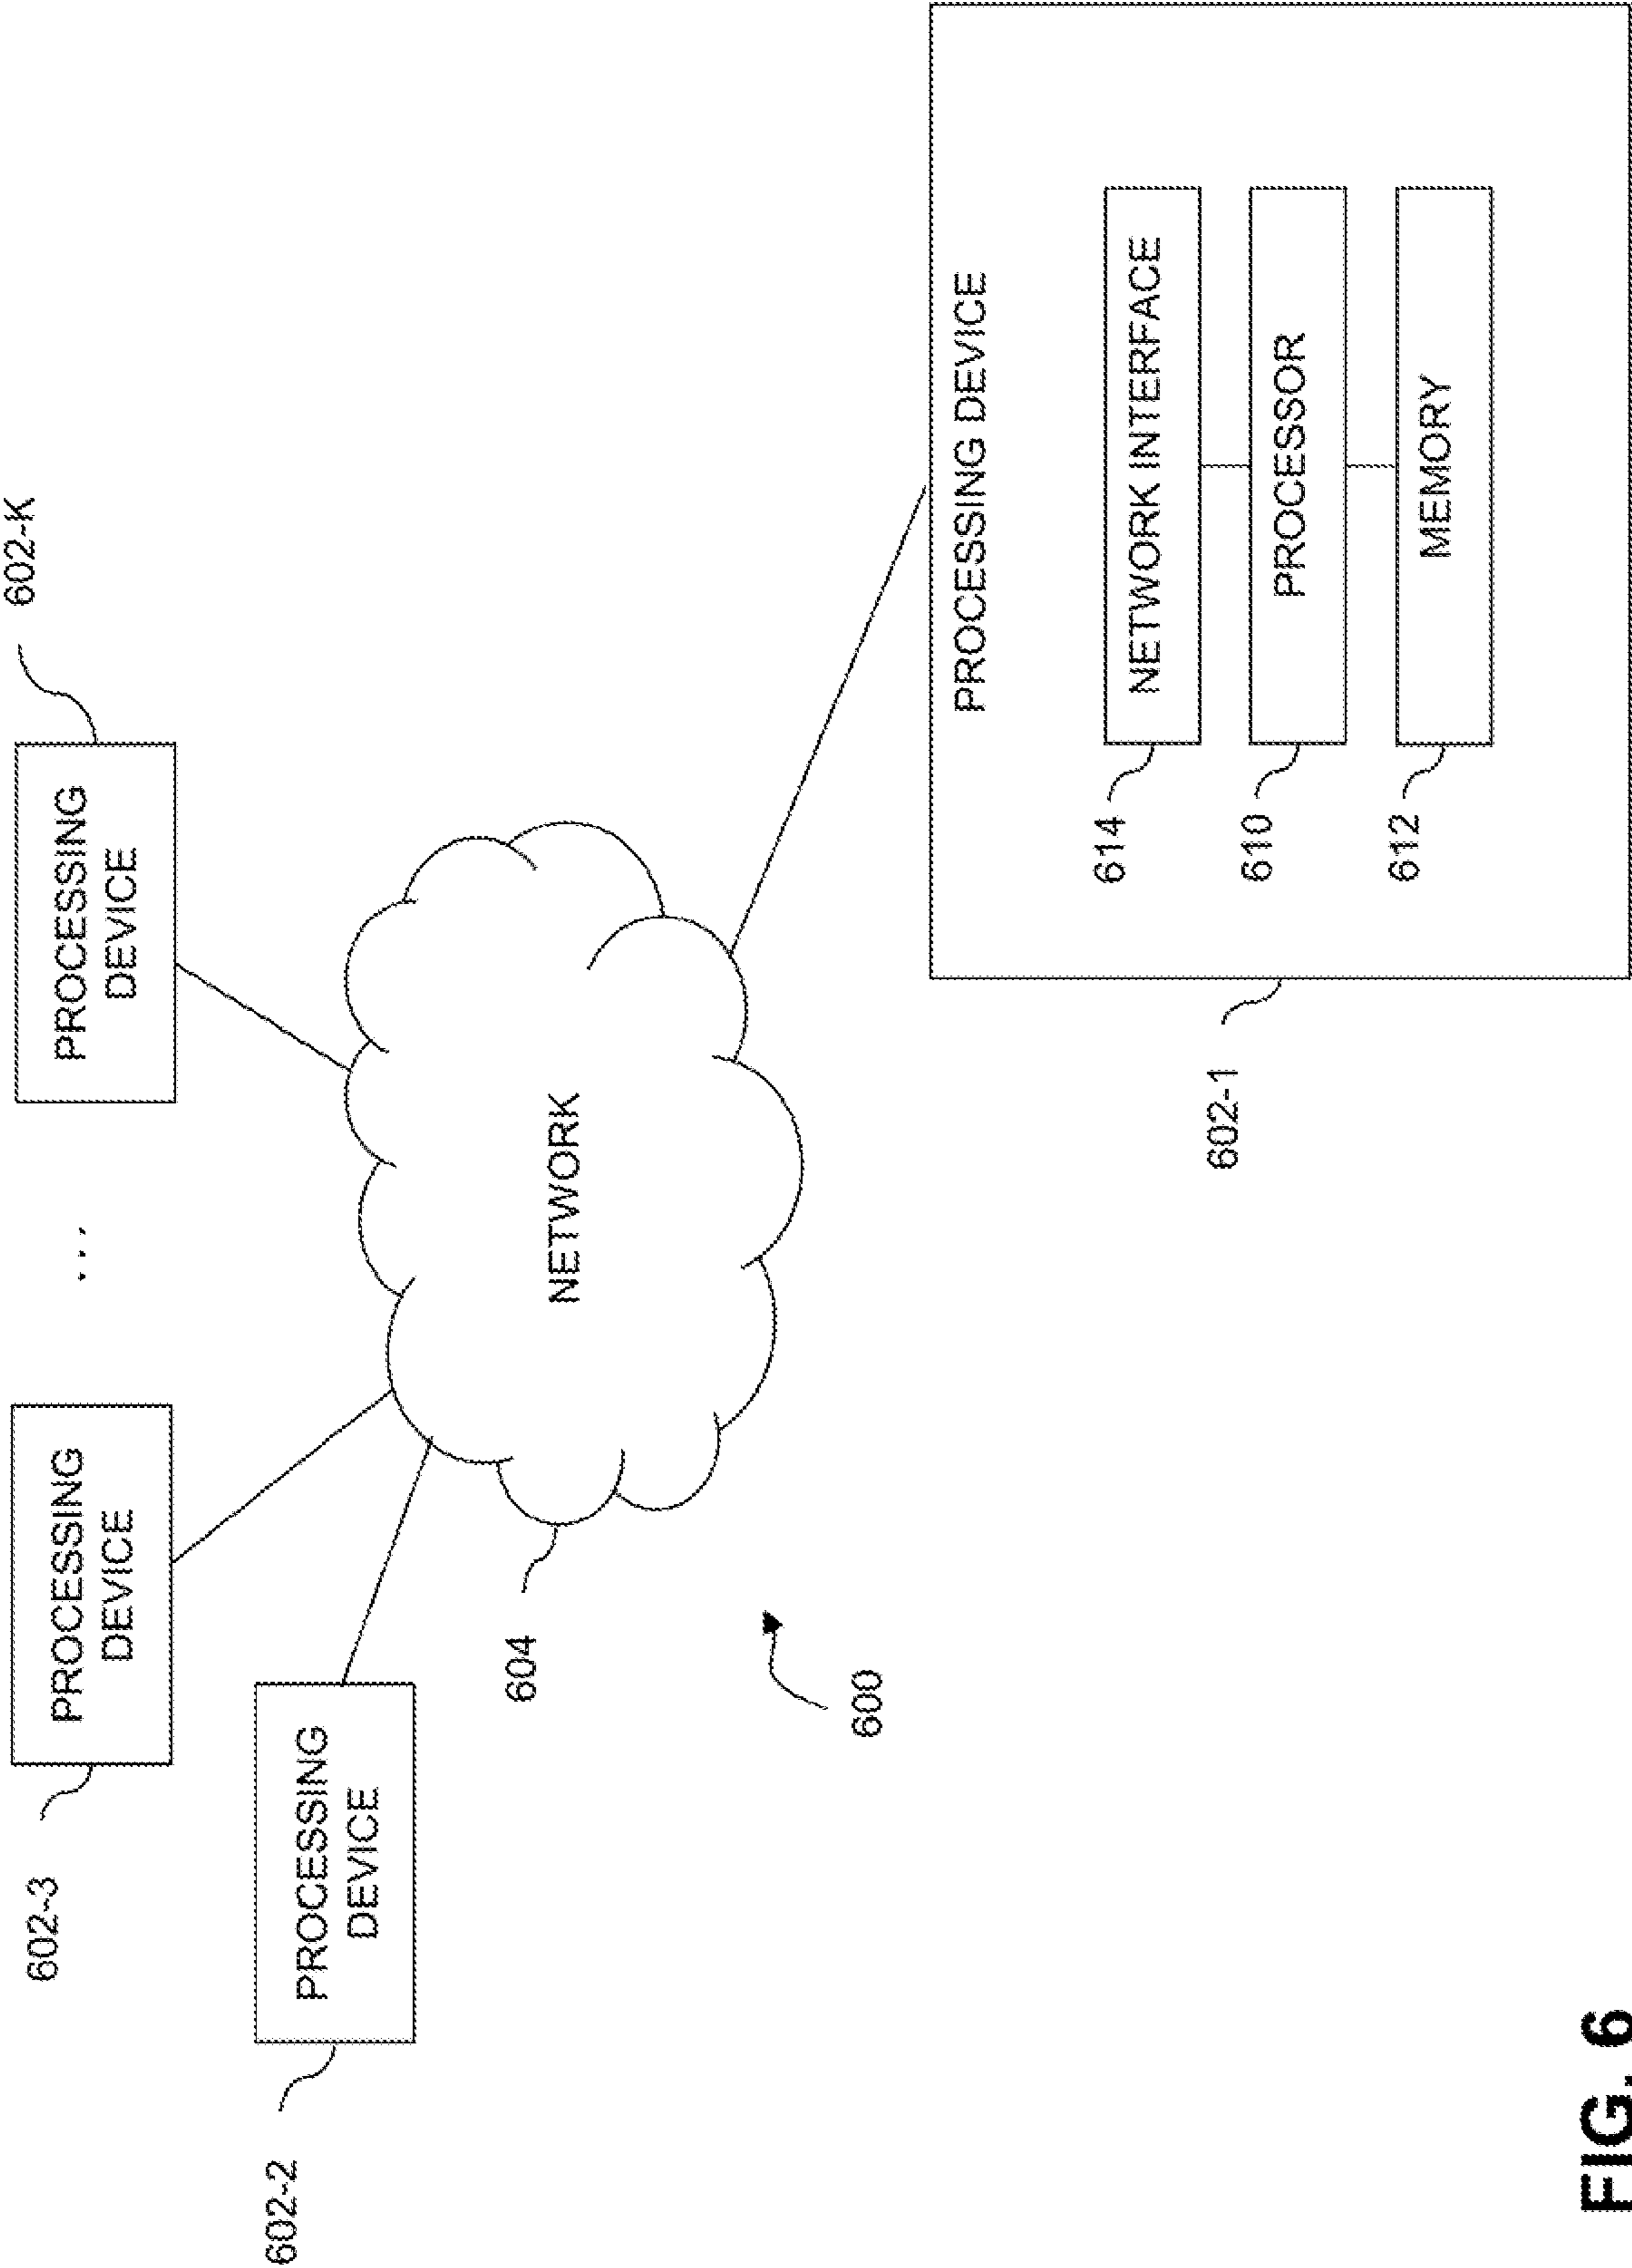 602-2
PROCESSING
DEVICE
602-3
PROCESSING
DEVICE
...
602-K
PROCESSING
DEVICE
604
NETWORK
600
602-1
PROCESSING DEVICE
614
NETWORK INTERFACE
610
PROCESSOR
612
MEMORY
FIG. 6